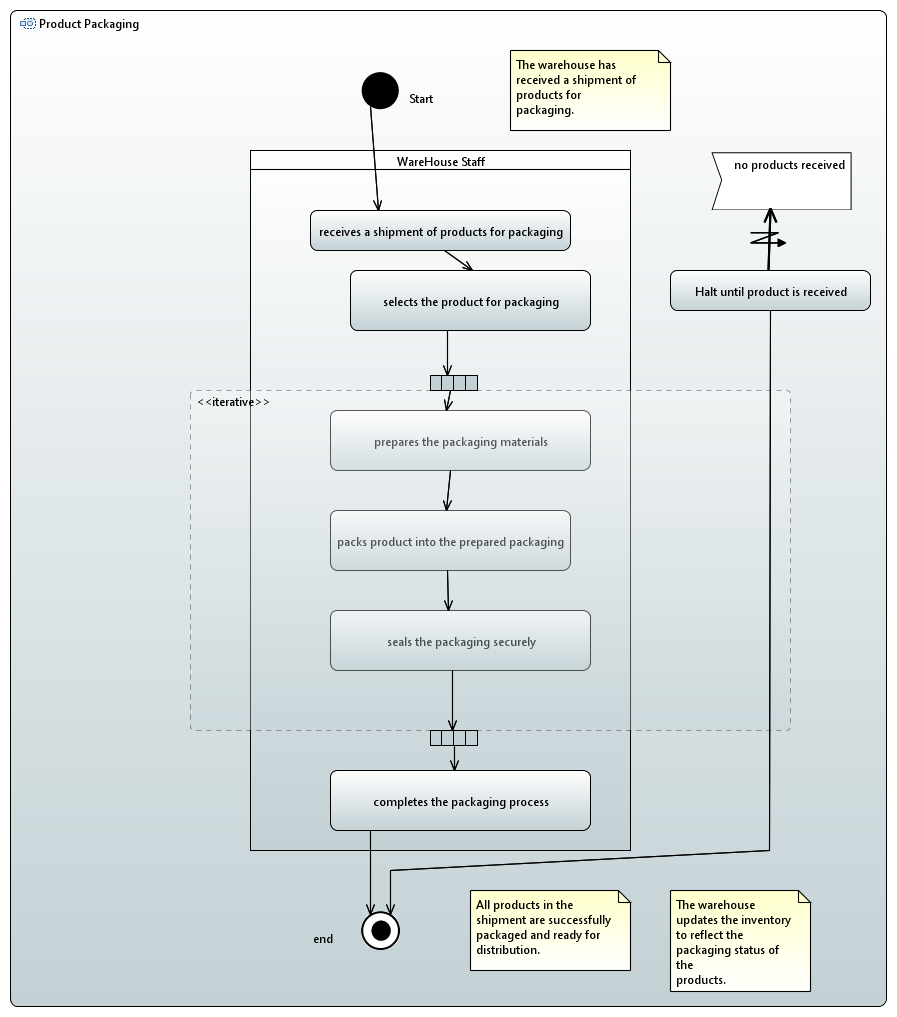 Product Packaging
The warehouse has
received a shipment of
products for
packaging.
Start
WareHouse Staff
no products received
receives a shipment of products for packaging
selects the product for packaging
Halt until product is received
<<iterative>>
prepares the packaging materials
packs product into the prepared packaging
seals the packaging securely
completes the packaging process
All products in the
shipment are successfully
packaged and ready for
distribution.
The warehouse
updates the inventory
to reflect the
packaging status of
the
products.
end